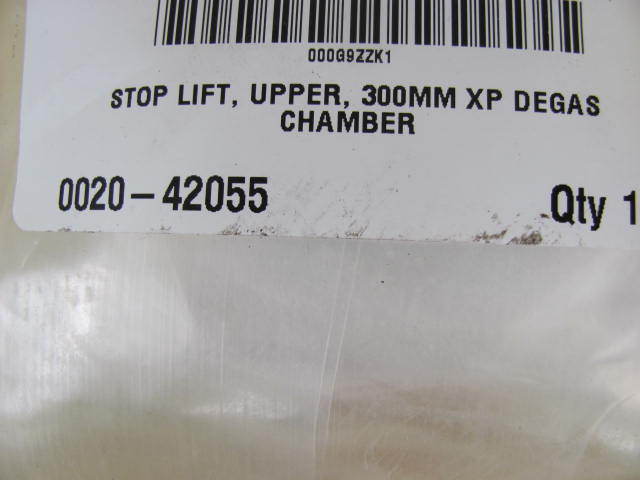 000G9ZZK1
STOP LIFT, UPPER, 300MM XP DEGAS
CHAMBER
0020-42055 Qty 1